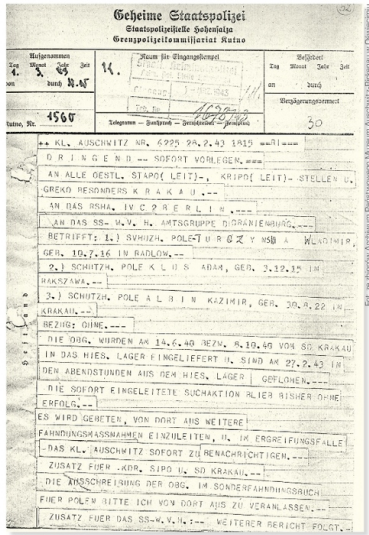 Geheime Staatspolizei
Staatspolizeistelle Hohensalza
Grenzpolizeikommissariat Kutno
Aufgenommen
Tag Monat Jahr Zeit
1. 3. 43
von durch
Raum für Eingangsstempel
Befördert
Tag Monat Jahr Zeit
an durch
Verzögerungsvermerk
30
Kutno, Nr. 1560
Telegramm — Funkspruch — Fernschreiben — Fernspruch
++ KL. AUSCHWITZ NR. 6225 28.2.43 1815 ==
D R I N G E N D -- SOFORT VORLEGEN.==
AN ALLE OESTL. STAPO( LEIT)-, KRIPO( LEIT)- STELLEN U.
GREKO BESONDERS K R A K A U .--
AN DAS RSHA, IV C 2 B E R L I N .---
AN DAS SS- W.V. H, AMTSGRUPPE D ORANIENBURG.--
BETRIFFT: 1.) SVHDZH. POLE WLADIMIR,
GEB. 10.7.16 IN RADLOW.--
2.) SCHUTZH. POLE K L O S ADAM, GEB. 3.12.15 IN
WARSZAWA.--
3.) SCHUTZH. POLE A L B I N KAZIMIR, GEB. 30.8.22 IN
KRAKAU.--
BEZUG: OHNE.---
DIE OBG. WURDEN AM 14.6.40 BEZW. 8.10.40 VON SD KRAKAU
IN DAS HIES. LAGER EINGELIEFERT U. SIND AM 27.2.43 IN
DEN ABENDSTUNDEN AUS DEM HIES. LAGER GEFLOHEN.--
DIE SOFORT EINGELEITETE SUCHAKTION BLIEB BISHER OHNE
ERFOLG.--
ES WIRD GEBETEN, VON DORT AUS WEITERE
FAHNDUNGSMASSNAHMEN EINZULEITEN, U. IM ERGREIFUNGSFALLE
DAS KL. AUSCHWITZ SOFORT ZU BENACHRICHTIGEN.--
ZUSATZ FUER .KDR. SIPO U. SD KRAKAU.--
DIE AUSSCHREIBUNG DER OBG. IM SONDERFAHNDUNGSBUCH
FUER POLEN BITTE ICH VON DORT AUS ZU VERANLASSEN.--
ZUSATZ FUER DAS SS-W.V.H.:-- WEITERER BERICHT FOLGT.-